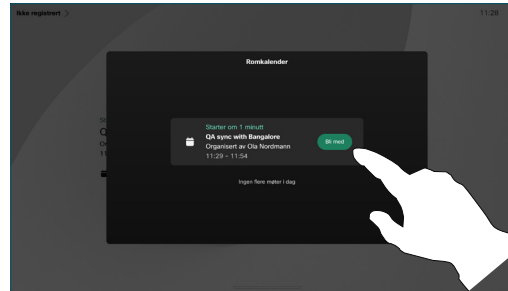 Ikke registrert
11:28
Romkalender
Starter om 1 minutt
QA sync with Bangalore
Organisert av Ola Nordmann
11:29 – 11:54
Bli med
Ingen flere møter i dag